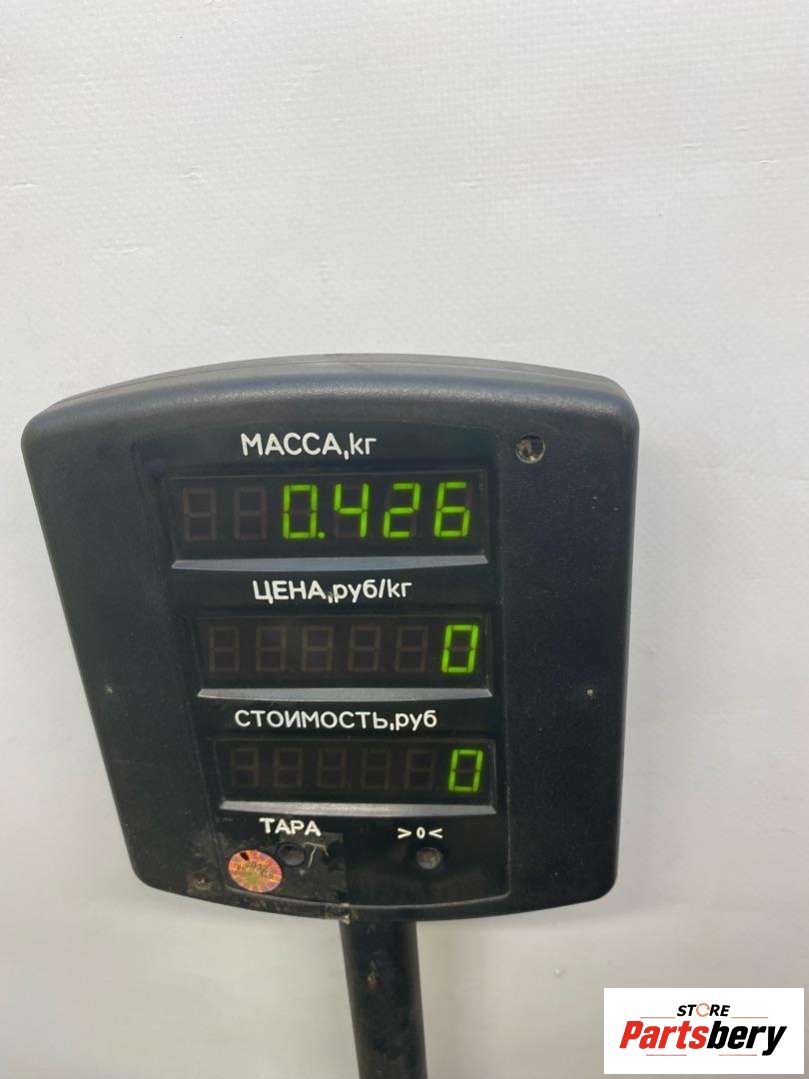 МАССА,кг
0.426
ЦЕНА,руб/кг
0
СТОИМОСТЬ,руб
0
ТАРА >0<
STORE
Partsbery